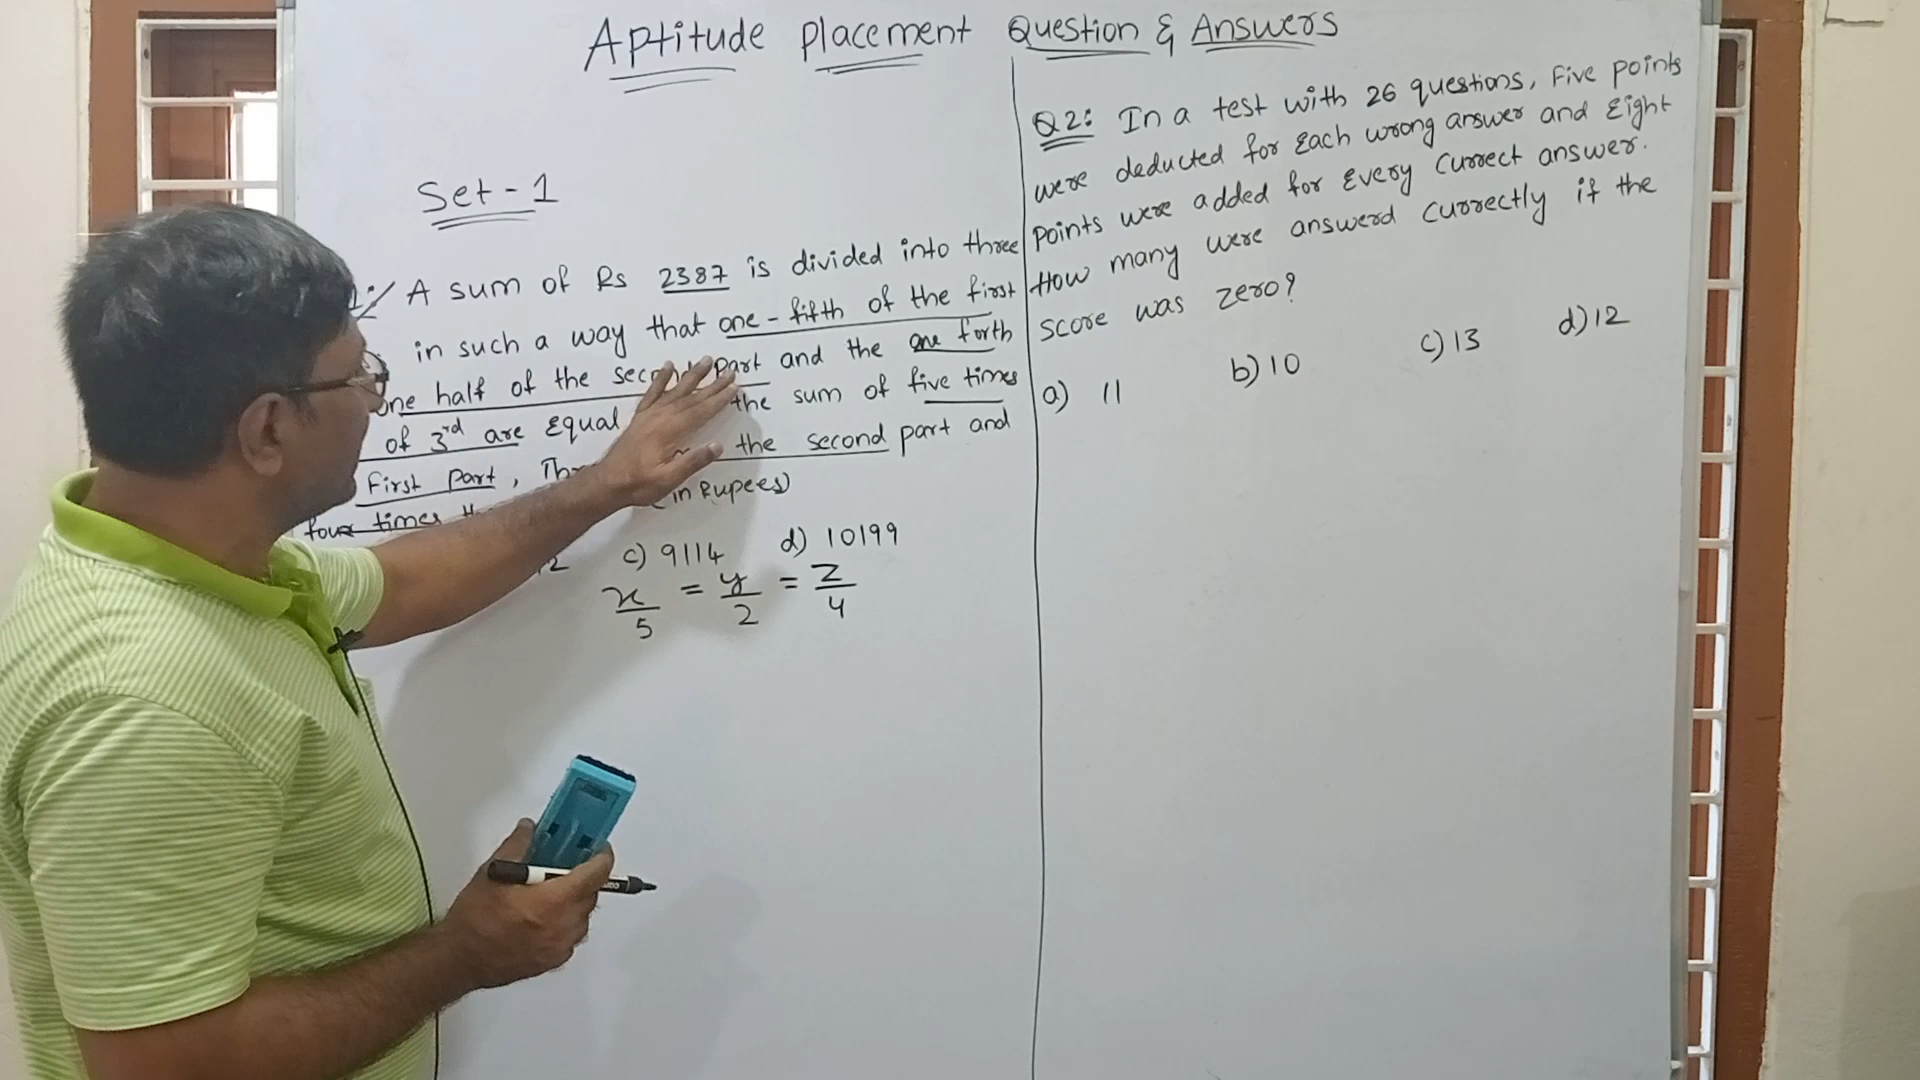 Aptitude Placement Question & Answers
Set - 1
A sum of Rs 2387 is divided into three
in such a way that one - fifth of the first
one half of the second part and the one forth
of 3rd are Equal the sum of five times
First Part, the second part and
four times (in Rupees)
c) 9114 d) 10199
x/5 = y/2 = z/4
Q2: In a test with 26 questions, Five points
were deducted for Each wrong answer and Eight
points were added for Every currect answer.
How many were answerd currectly if the
score was zero?
a) 11 b) 10 c) 13 d) 12